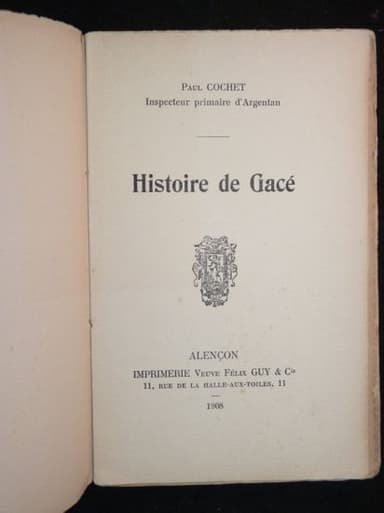 Paul COCHET
Inspecteur primaire d'Argentan
Histoire de Gacé
ALENÇON
IMPRIMERIE Veuve Félix GUY & Cie
11, RUE DE LA HALLE-AUX-TOILES, 11
1908